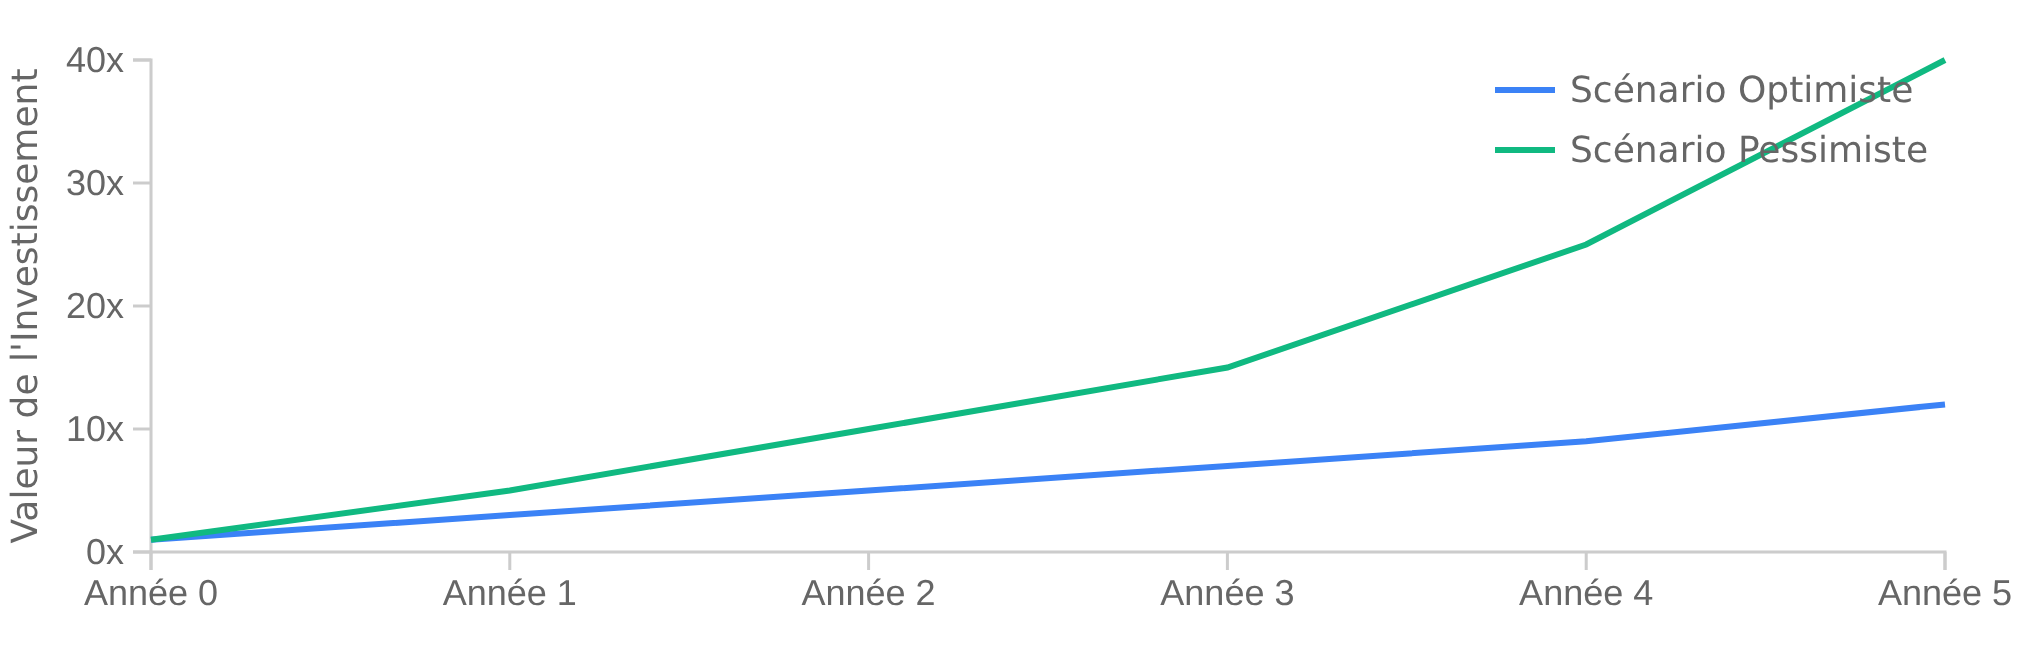 Valeur de l'Investissement
40x
30x
20x
10x
0x
Scénario Optimiste
Scénario Pessimiste
Année 0
Année 1
Année 2
Année 3
Année 4
Année 5